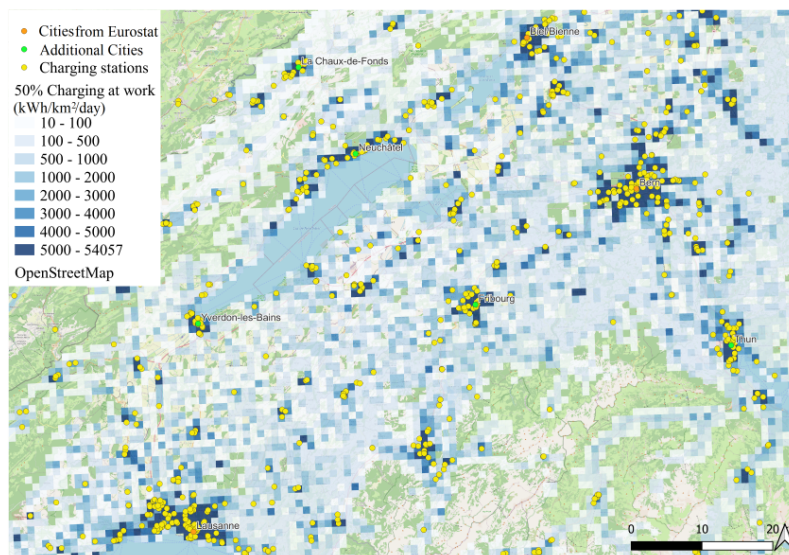 Cities from Eurostat
Additional Cities
Charging stations
50% Charging at work
(kWh/km²/day)
10 - 100
100 - 500
500 - 1000
1000 - 2000
2000 - 3000
3000 - 4000
4000 - 5000
5000 - 54057
OpenStreetMap
Biel/Bienne
La Chaux-de-Fonds
Neuchâtel
Bern
Fribourg
Yverdon-les-Bains
Thun
Lausanne
0 10 20